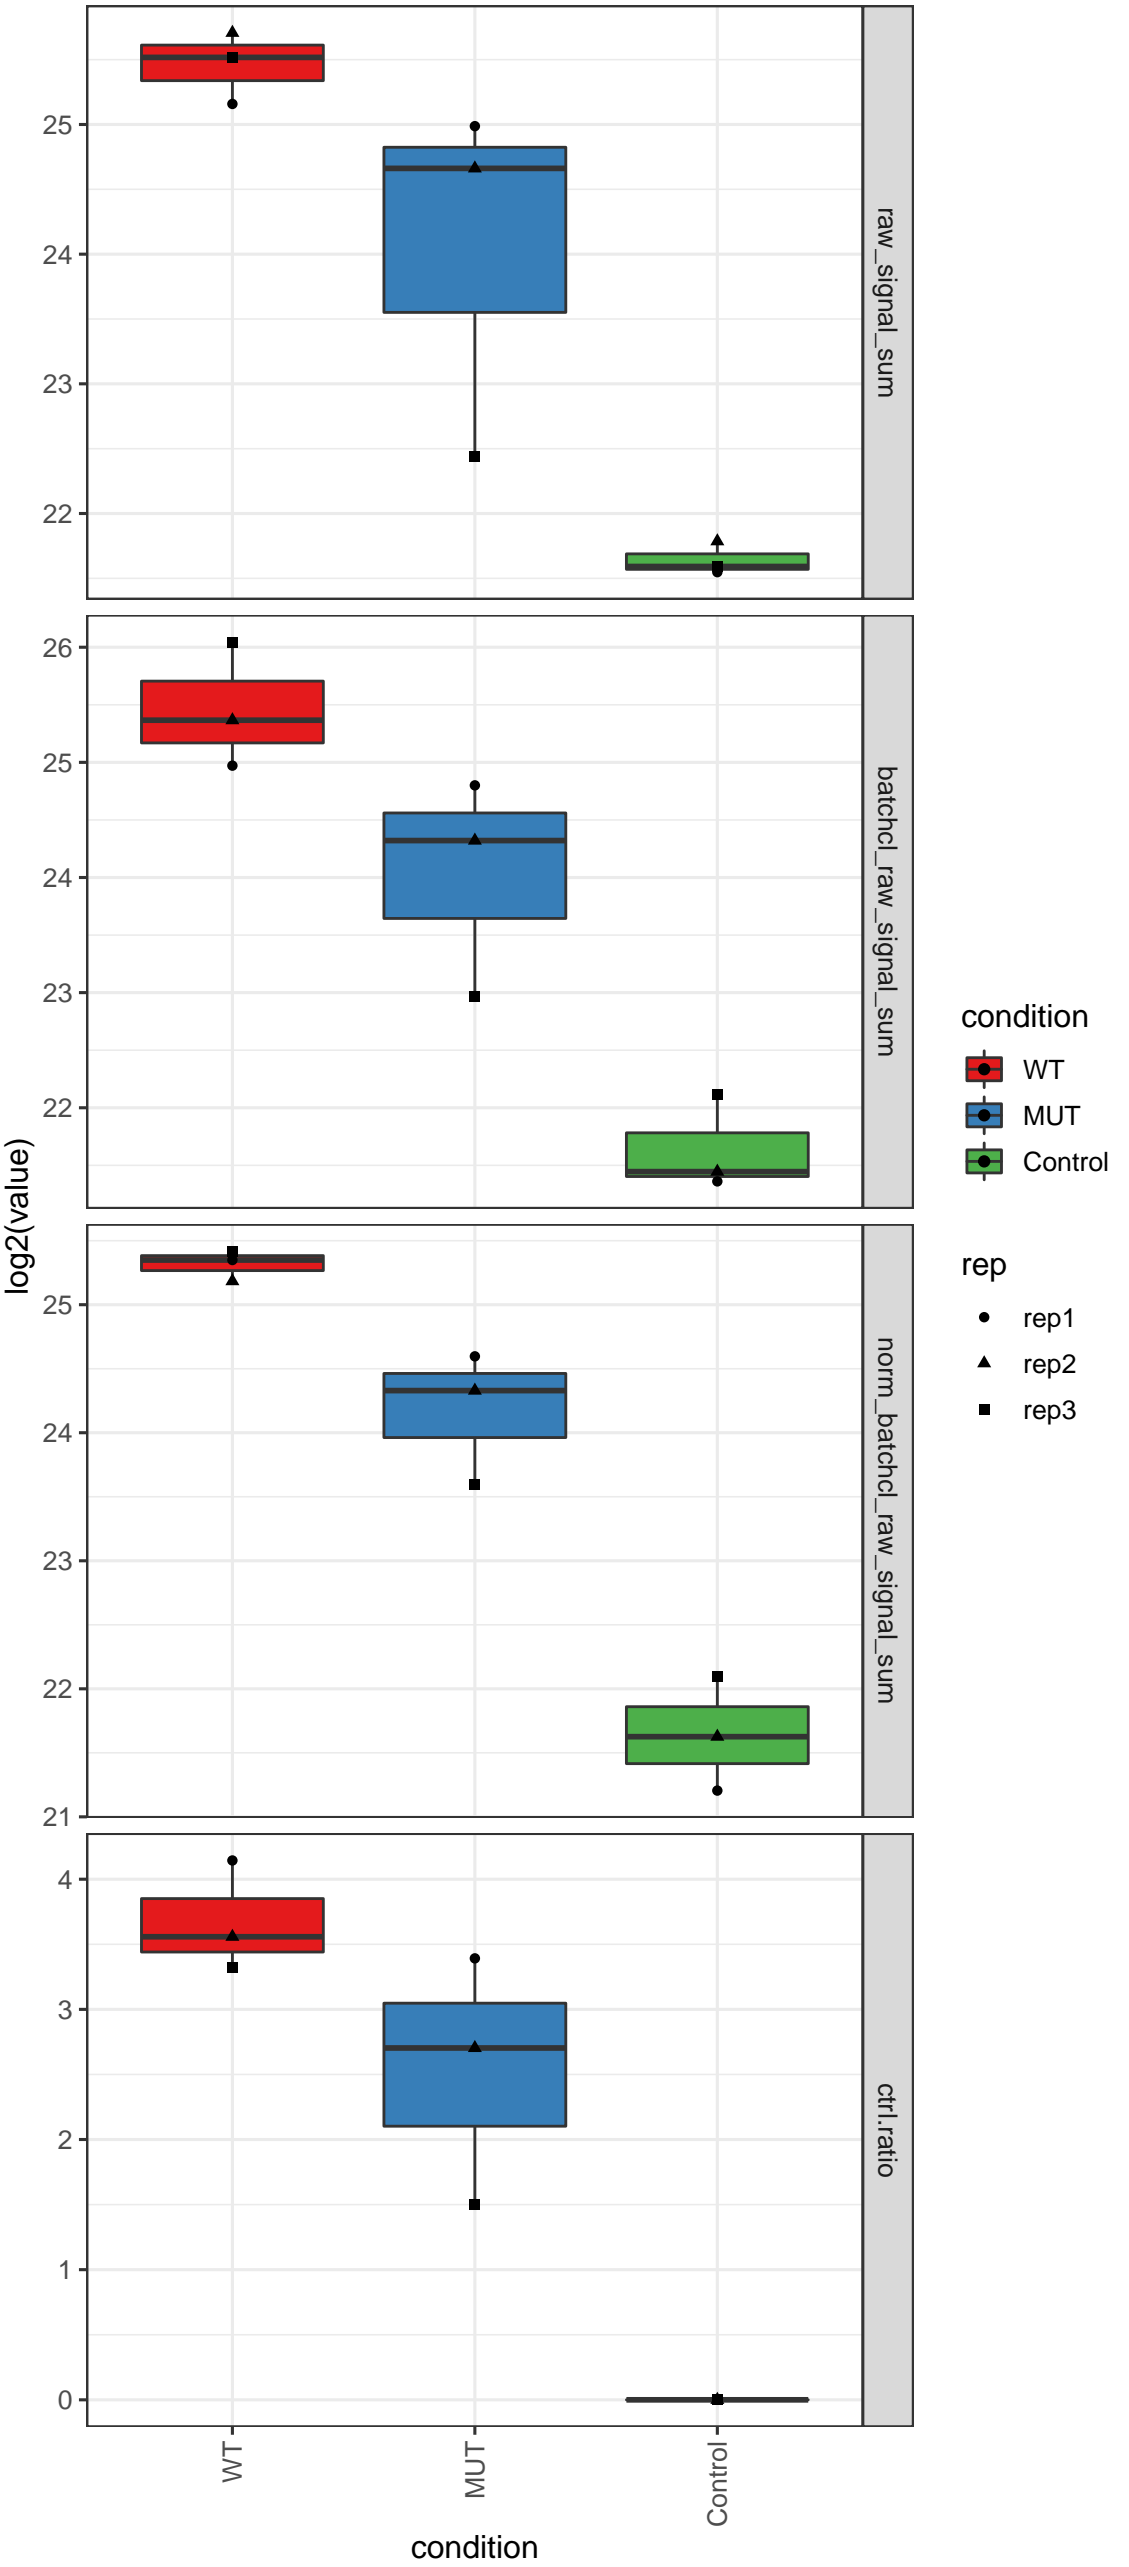 25
24
23
22
raw_signal_sum
26
25
24
23
22
batchcl_raw_signal_sum
25
24
23
22
21
norm_batchcl_raw_signal_sum
4
3
2
1
0
ctrl.ratio
log2(value)
WT
MUT
Control
condition
condition
WT
MUT
Control
rep
rep1
rep2
rep3